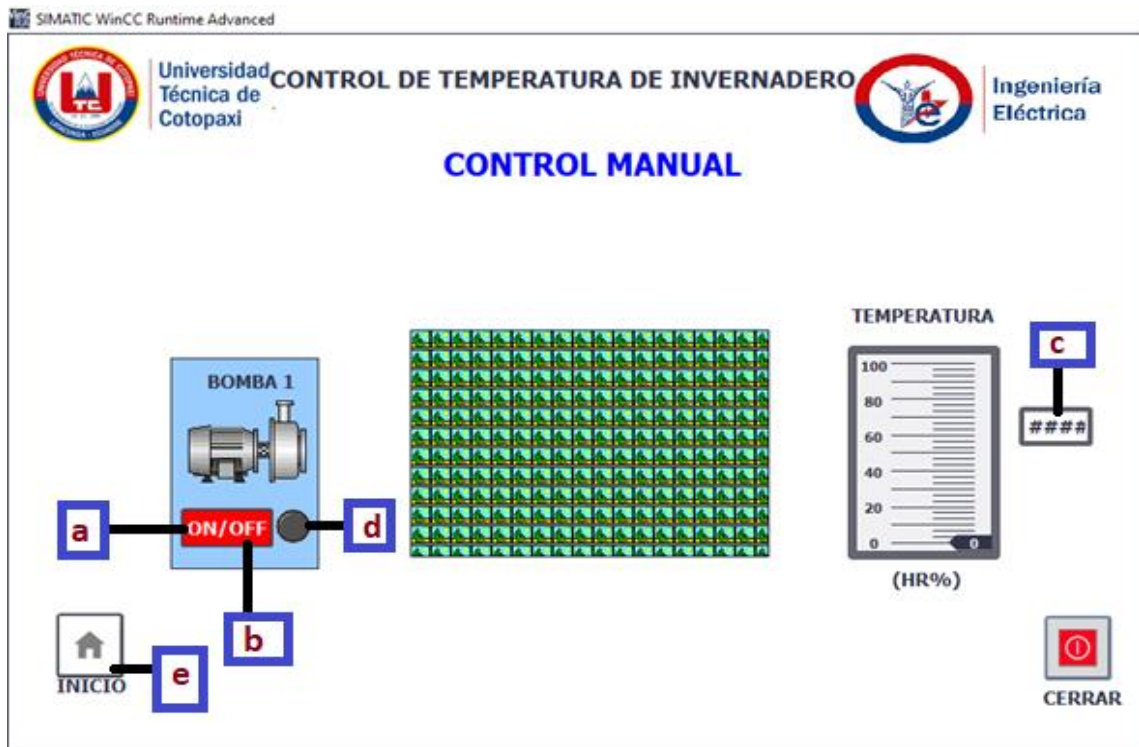 SIMATIC WinCC Runtime Advanced
Universidad
Técnica de
Cotopaxi
CONTROL DE TEMPERATURA DE INVERNADERO
Ingeniería
Eléctrica
CONTROL MANUAL
BOMBA 1
ON/OFF
a
b
d
TEMPERATURA
100
80
60
40
20
0
0
(HR%)
c
####
INICIO
e
CERRAR